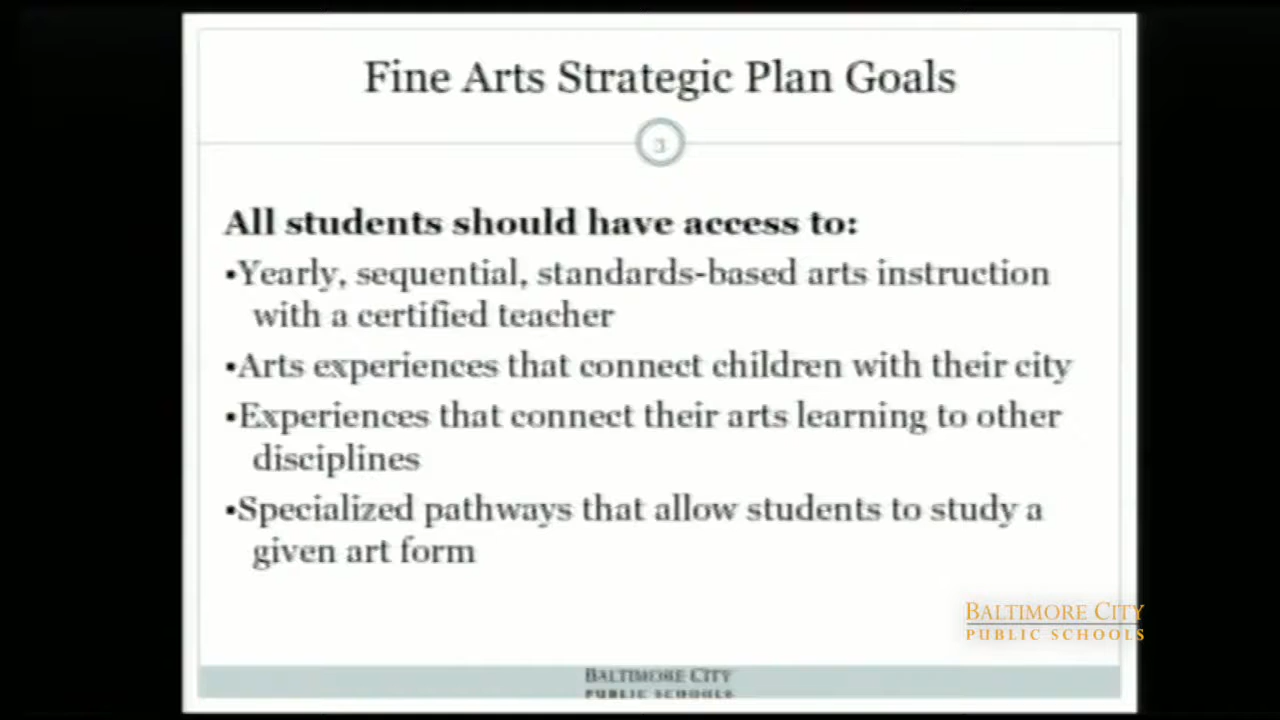 Fine Arts Strategic Plan Goals
3
All students should have access to:
▪Yearly, sequential, standards-based arts instruction
with a certified teacher
▪Arts experiences that connect children with their city
▪Experiences that connect their arts learning to other
disciplines
▪Specialized pathways that allow students to study a
given art form
BALTIMORE CITY
PUBLIC SCHOOLS
BALTIMORE CITY
PUBLIC SCHOOLS